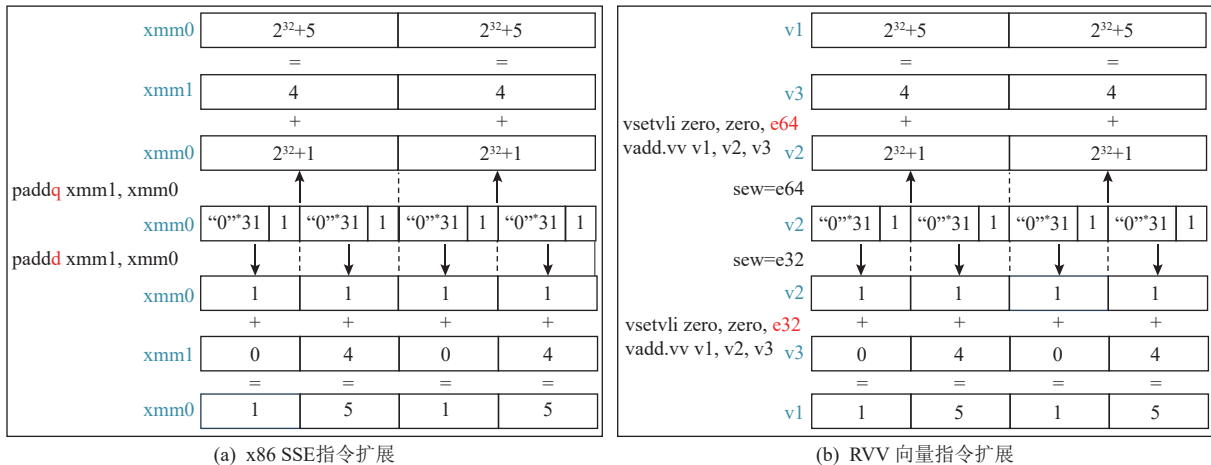 xmm0 2³²+5 2³²+5
= =
xmm1 4 4
+ +
xmm0 2³²+1 2³²+1
paddq xmm1, xmm0
xmm0 “0”*31 1 “0”*31 1 “0”*31 1 “0”*31 1
paddd xmm1, xmm0
xmm0 1 1 1 1
+ + + +
xmm1 0 4 0 4
= = = =
xmm0 1 5 1 5
(a) x86 SSE指令扩展
v1 2³²+5 2³²+5
= =
v3 4 4
vsetvli zero, zero, e64 + +
vadd.vv v1, v2, v3 v2 2³²+1 2³²+1
sew=e64
v2 “0”*31 1 “0”*31 1 “0”*31 1 “0”*31 1
sew=e32
v2 1 1 1 1
vsetvli zero, zero, e32 + + + +
vadd.vv v1, v2, v3 v3 0 4 0 4
= = = =
v1 1 5 1 5
(b) RVV 向量指令扩展